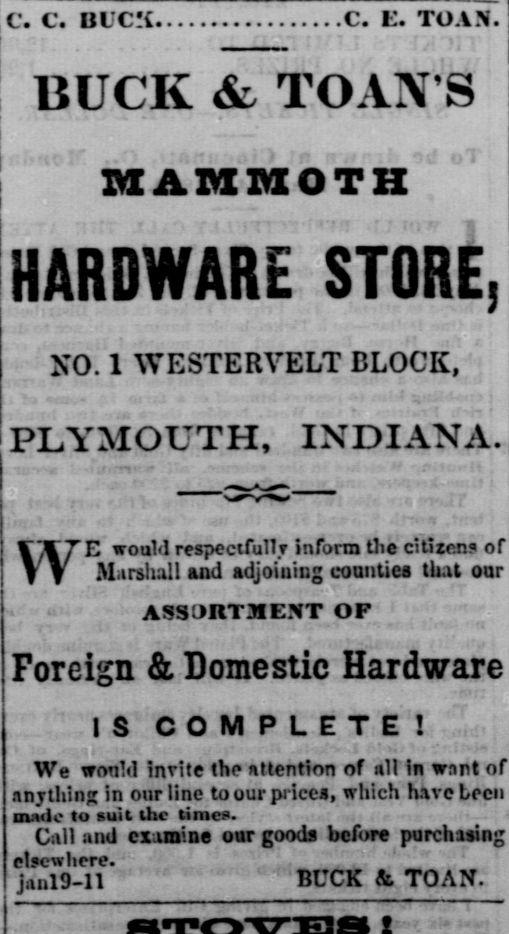 C. C. BUCK..................C. E. TOAN.
BUCK & TOAN'S
MAMMOTH
HARDWARE STORE,
NO. 1 WESTERVELT BLOCK,
PLYMOUTH, INDIANA.
WE would respectfully inform the citizens of
Marshall and adjoining counties that our
ASSORTMENT OF
Foreign & Domestic Hardware
IS COMPLETE!
We would invite the attention of all in want of
anything in our line to our prices, which have been
made to suit the times.
Call and examine our goods before purchasing
elsewhere.
jan19-11 BUCK & TOAN.
STOVES!